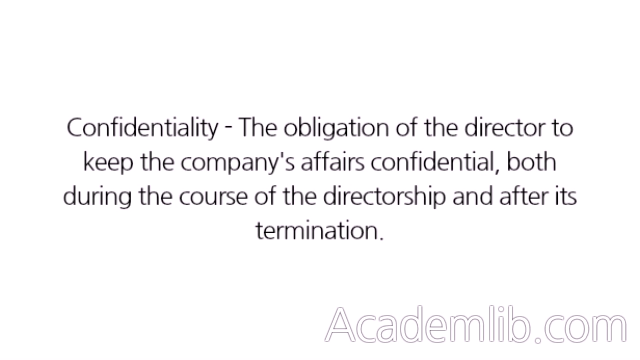 Confidentiality - The obligation of the director to
keep the company's affairs confidential, both
during the course of the directorship and after its
termination.
Academlib.com